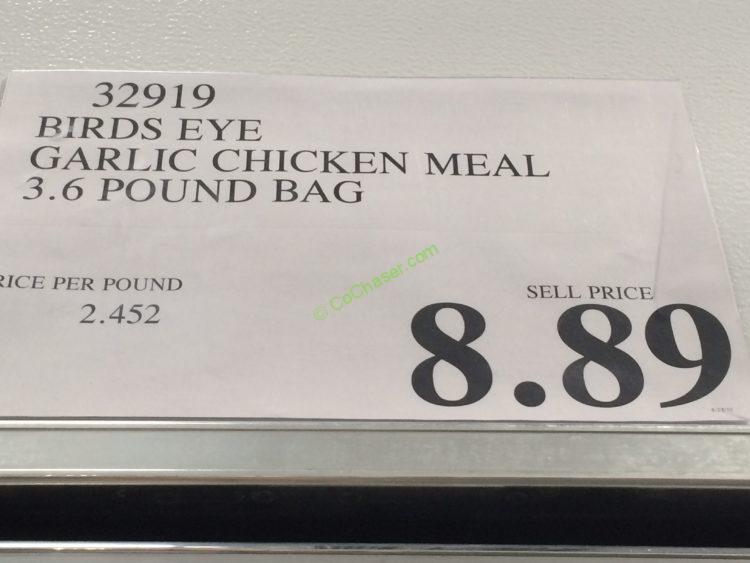 32919
BIRDS EYE
GARLIC CHICKEN MEAL
3.6 POUND BAG
RICE PER POUND
2.452
SELL PRICE
8.89
© CoChaser.com